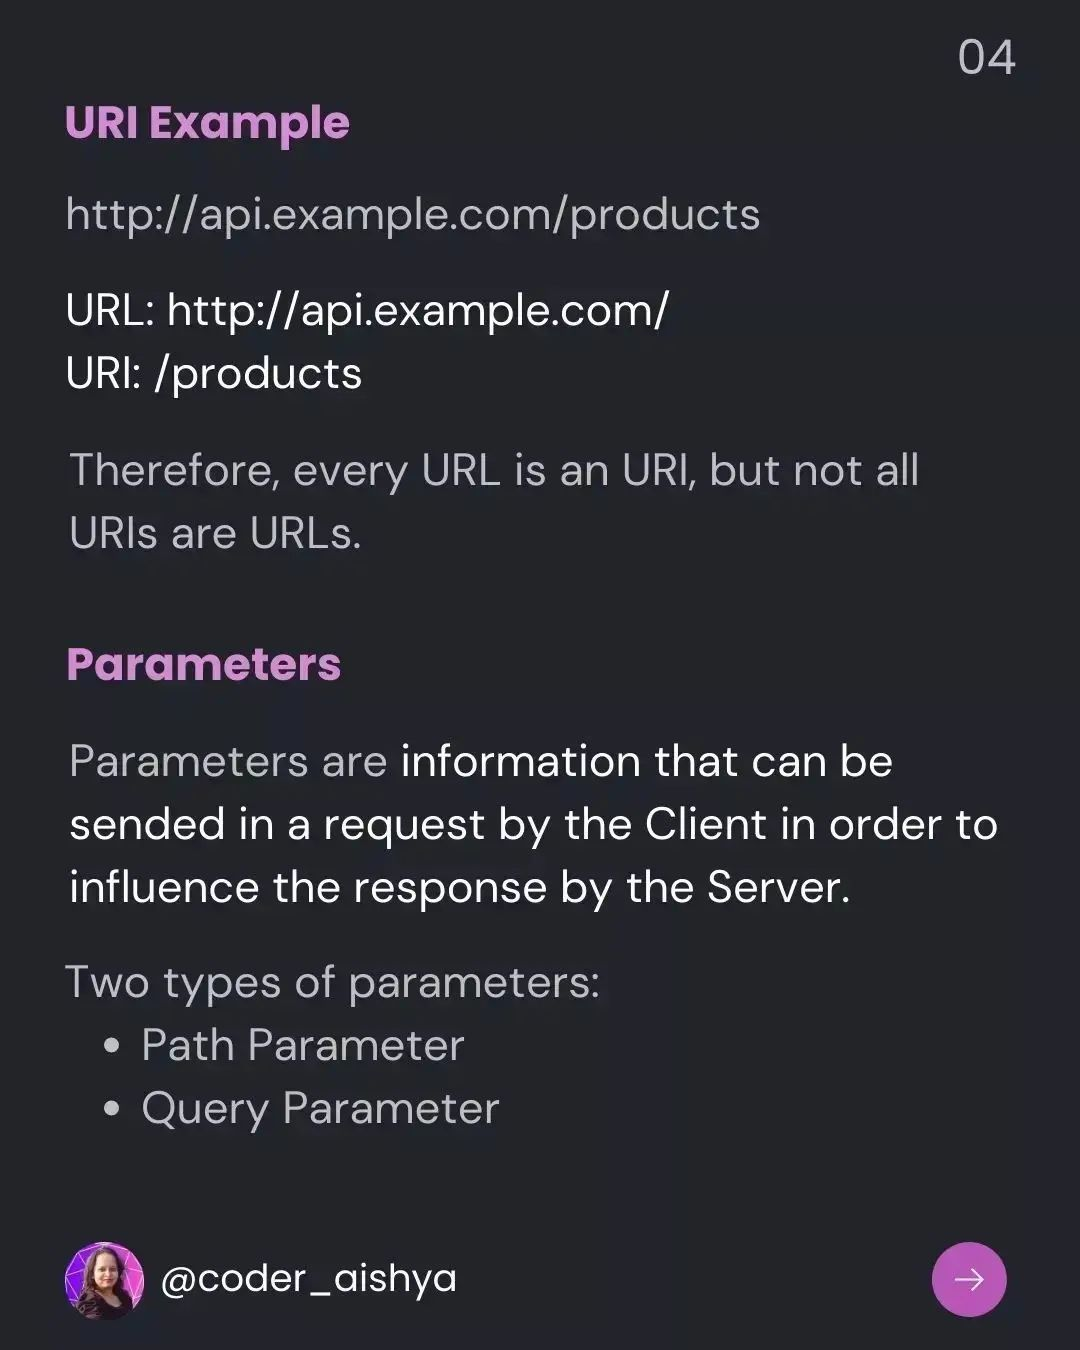 04
URI Example
http://api.example.com/products
URL: http://api.example.com/
URI: /products
Therefore, every URL is an URI, but not all
URIs are URLs.
Parameters
Parameters are information that can be
sended in a request by the Client in order to
influence the response by the Server.
Two types of parameters:
• Path Parameter
• Query Parameter
@coder_aishya